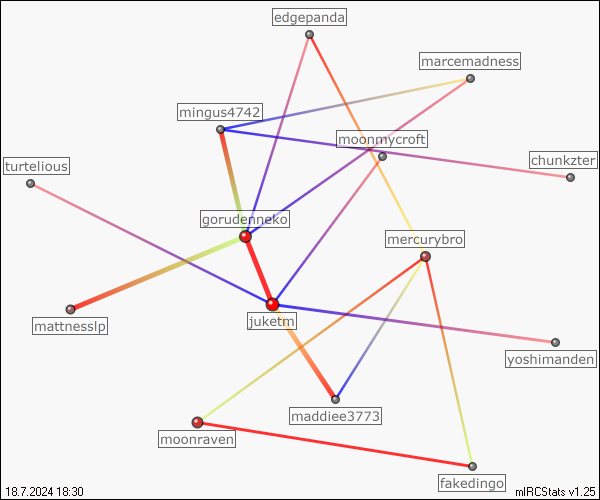 edgepanda
marcemadness
mingus4742
moonmycroft
chunkzter
turtelious
gorudenneko
mercurybro
juketm
mattnesslp
yoshimanden
maddiee3773
moonraven
fakedingo
18.7.2024 18:30
mIRCStats v1.25